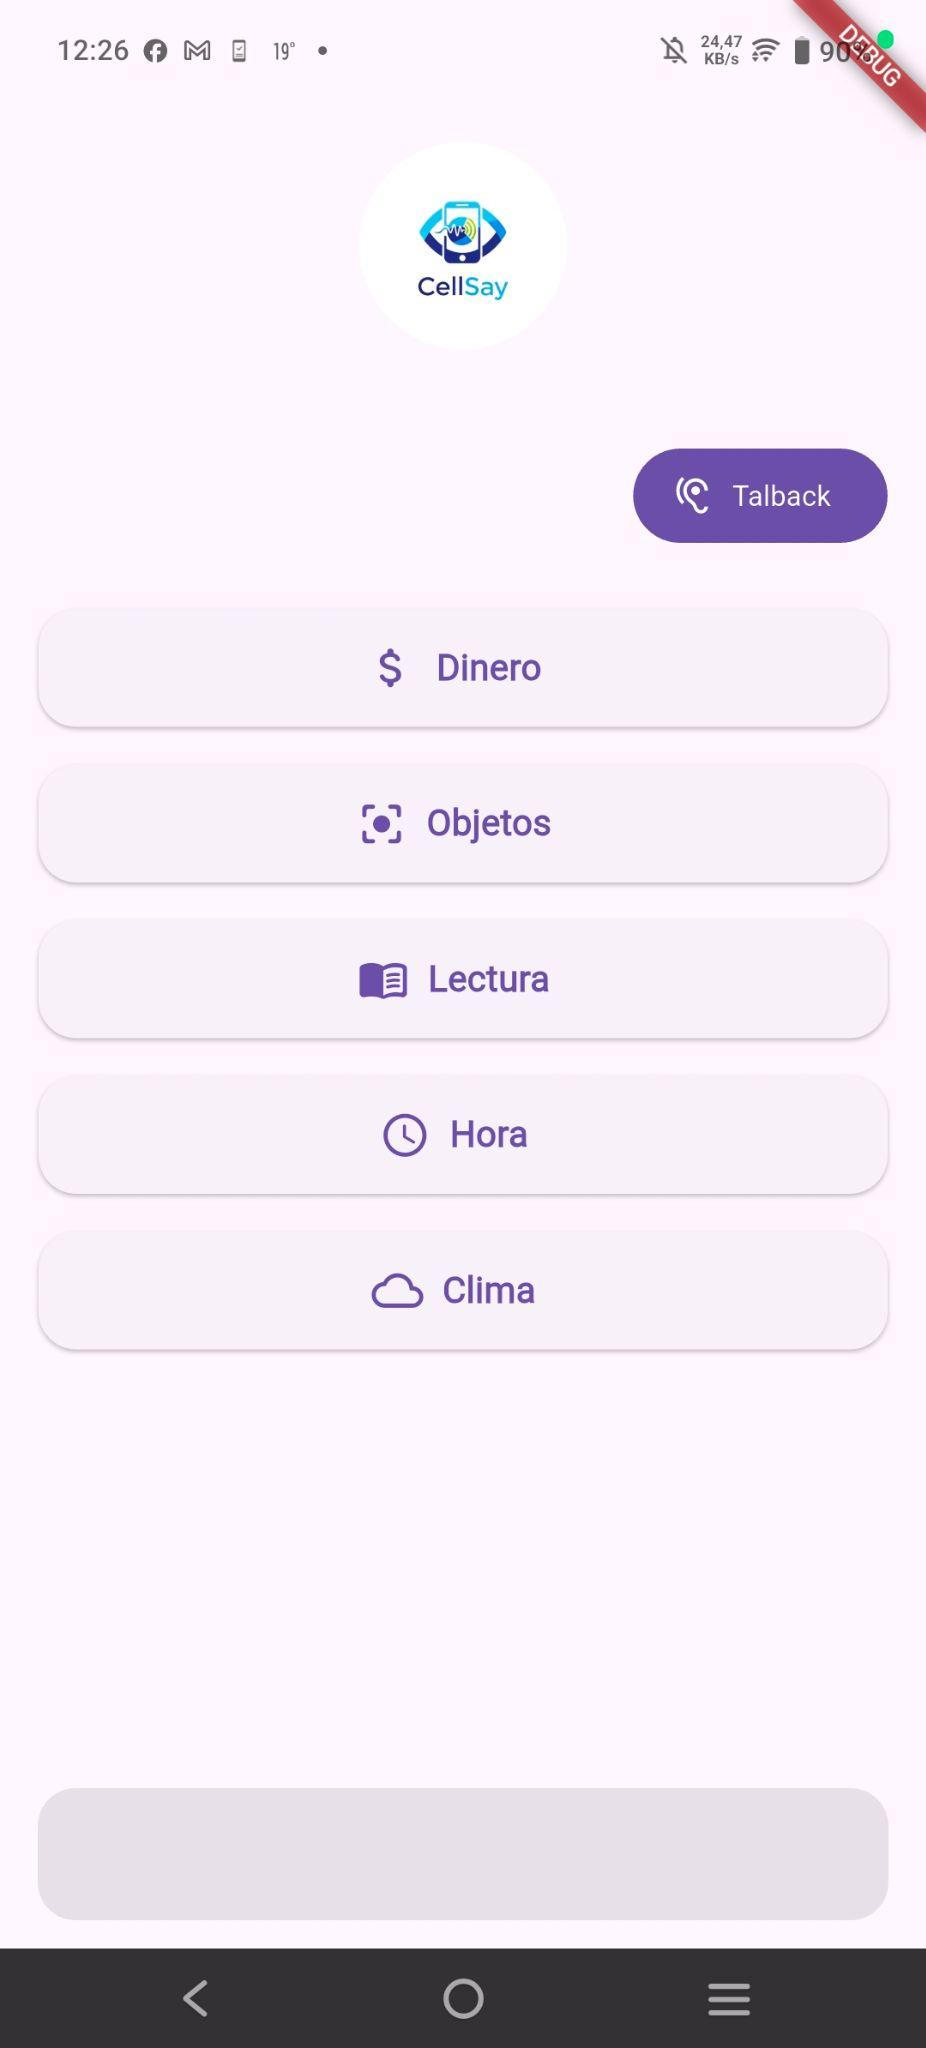 12:26 19° 24,47 90%
KB/s
DEBUG
CellSay
Talback
$ Dinero
Objetos
Lectura
Hora
Clima